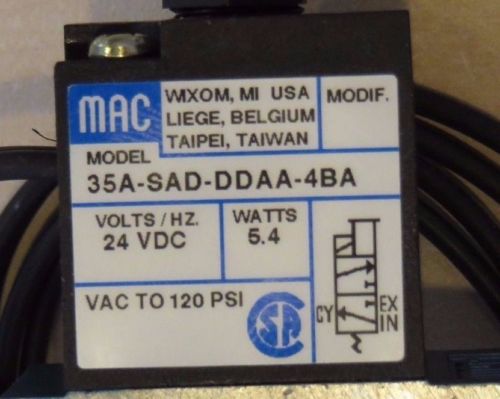 MAC
WIXOM, MI USA
LIEGE, BELGIUM
TAIPEI, TAIWAN
MODIF.
MODEL
35A-SAD-DDAA-4BA
VOLTS/HZ.
24 VDC
WATTS
5.4
VAC TO 120 PSI
SA
CY
EX
IN